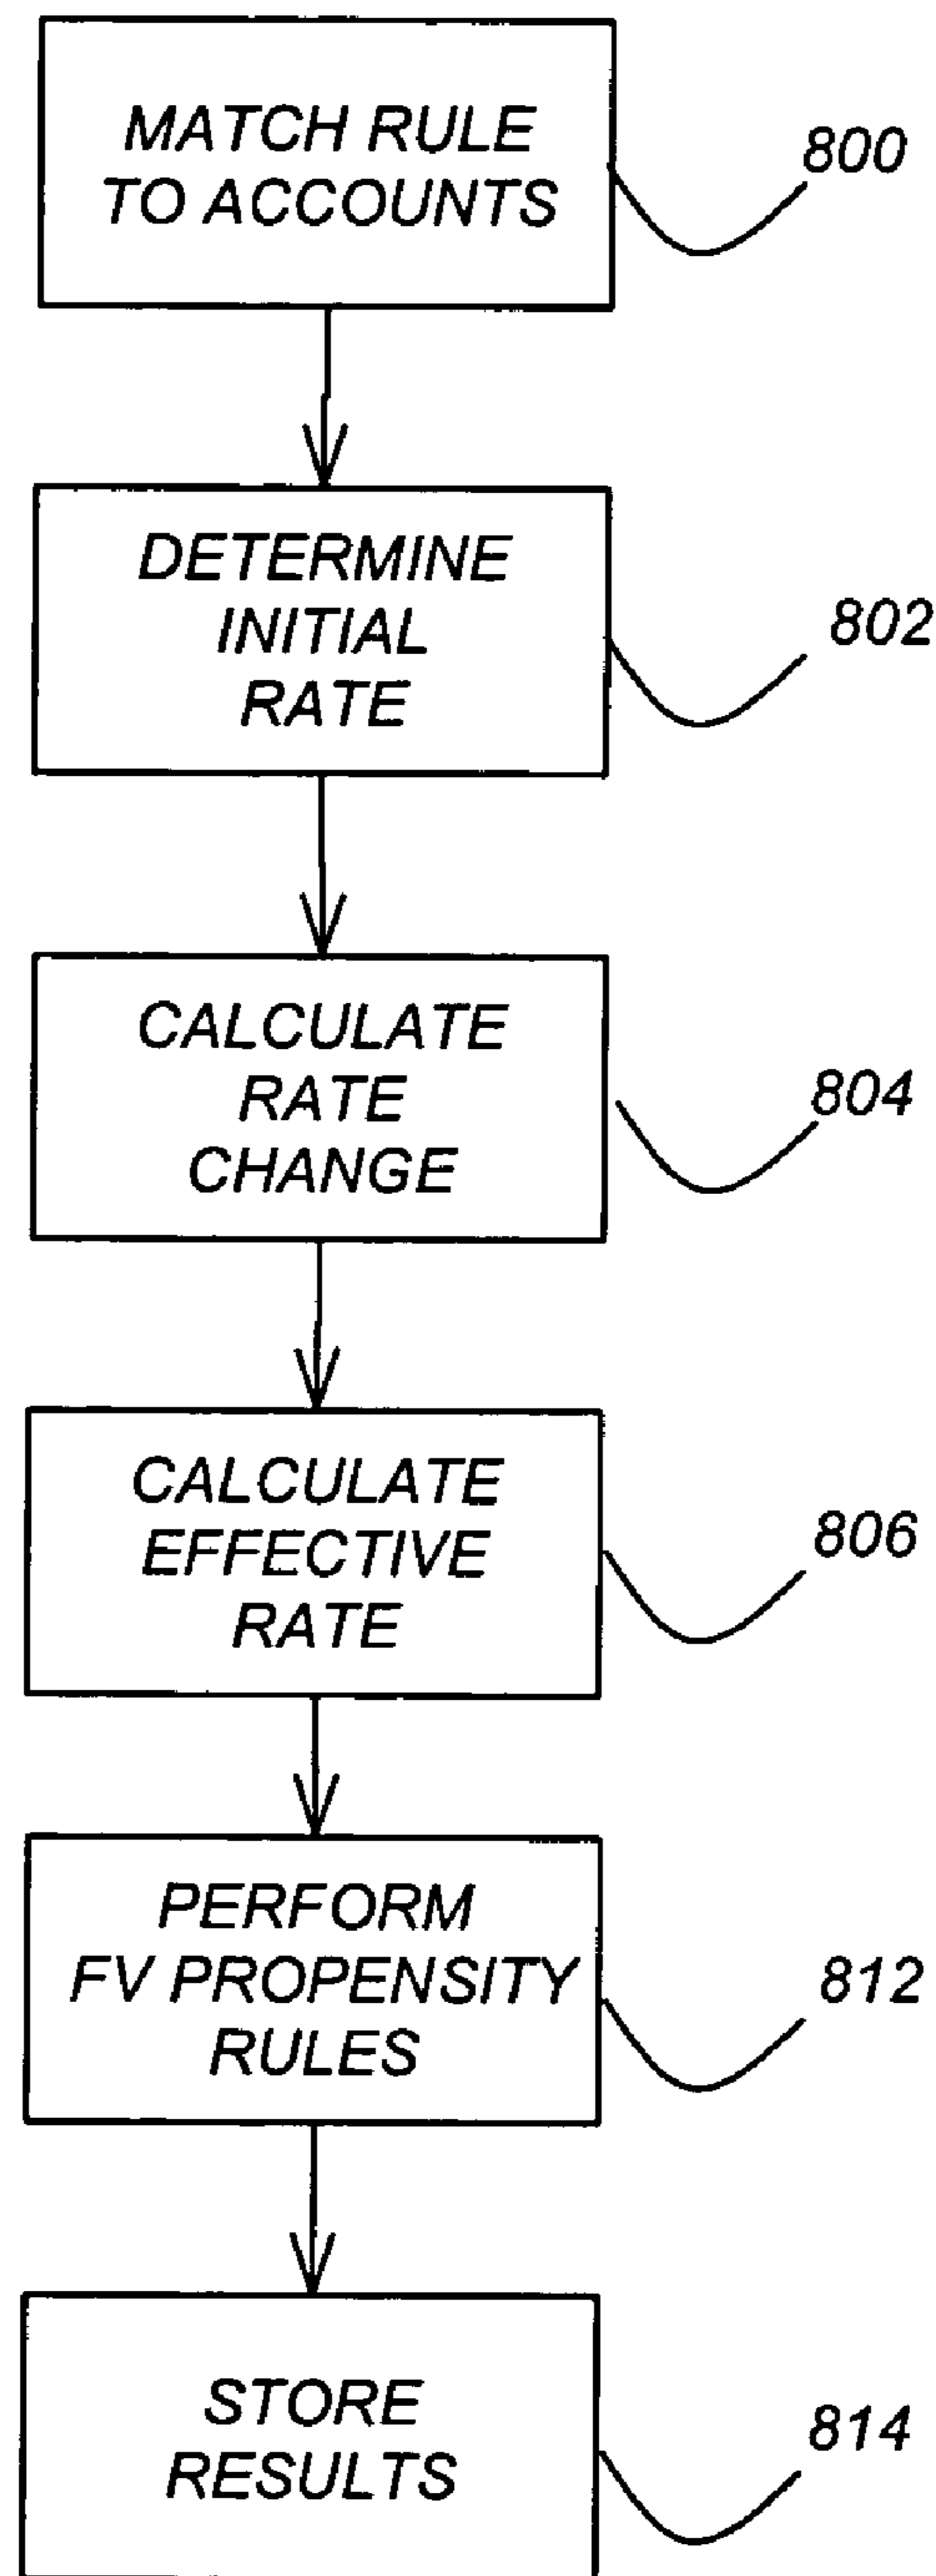 MATCH RULE
TO ACCOUNTS
800
DETERMINE
INITIAL
RATE
802
CALCULATE
RATE
CHANGE
804
CALCULATE
EFFECTIVE
RATE
806
PERFORM
FV PROPENSITY
RULES
812
STORE
RESULTS
814